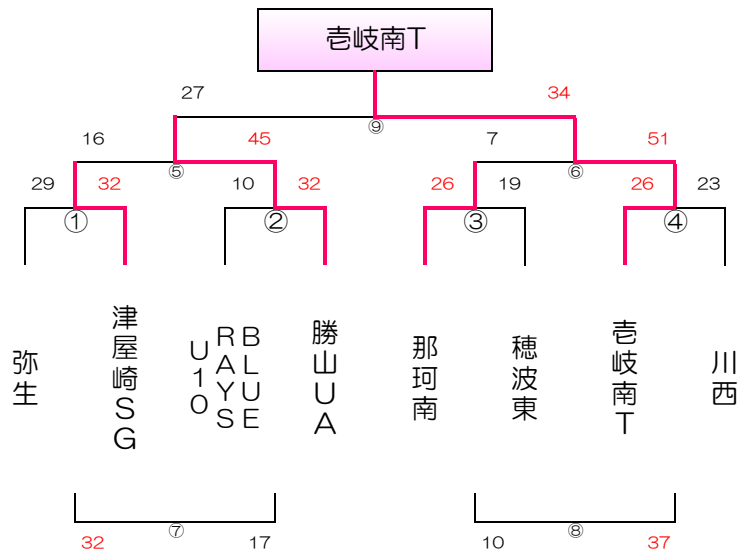 壱岐南T
27 34
⑨
16 45 7 51
⑤ ⑥
29 32 10 32 26 19 26 23
① ② ③ ④
弥生
津屋崎SG
BLUE
RAYS
U10
勝山UA
那珂南
穂波東
壱岐南T
川西
⑦ ⑧
32 17 10 37